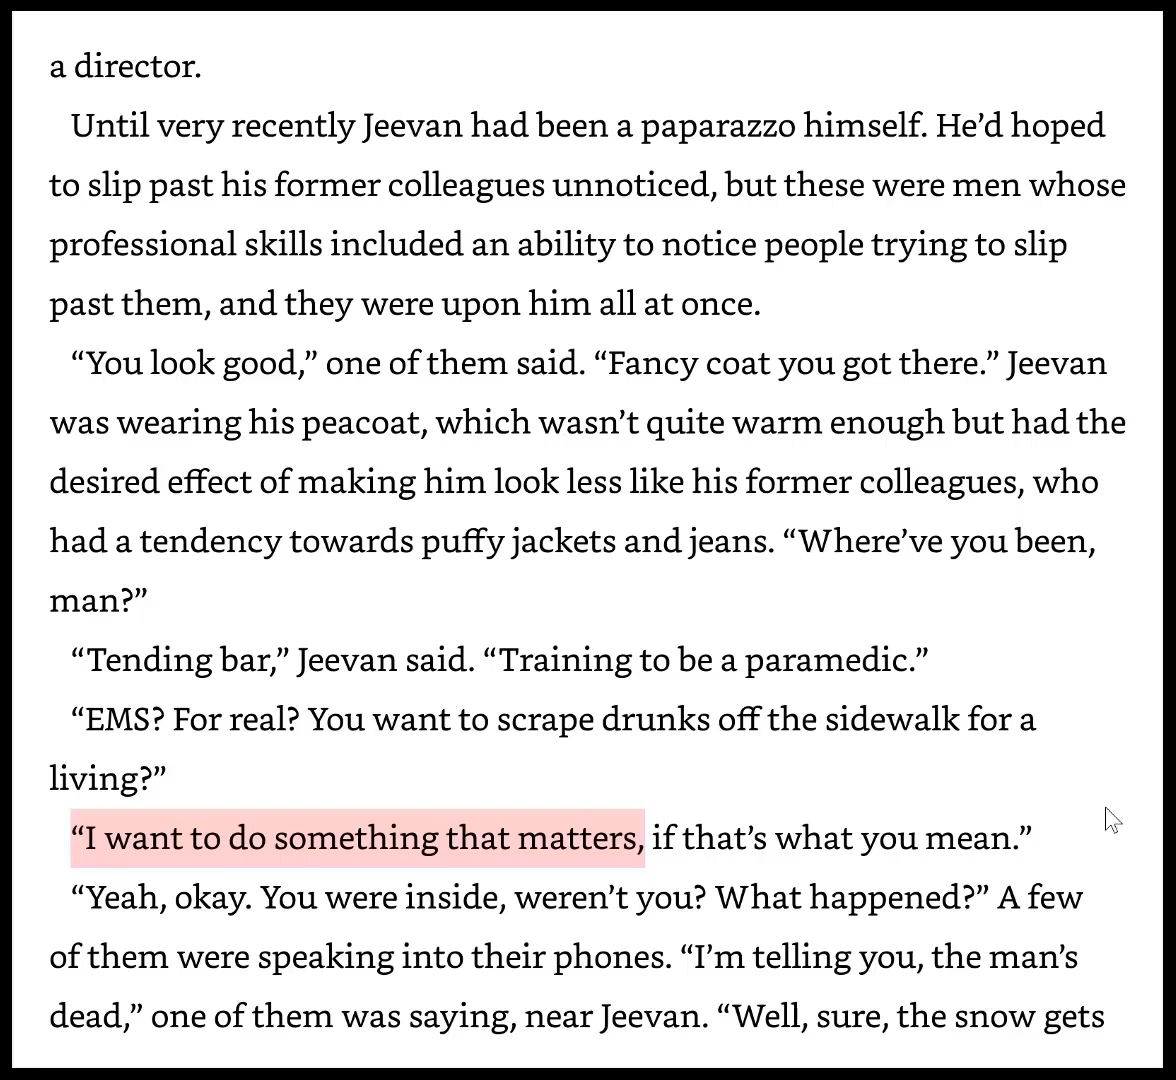 a director.
Until very recently Jeevan had been a paparazzo himself. He’d hoped
to slip past his former colleagues unnoticed, but these were men whose
professional skills included an ability to notice people trying to slip
past them, and they were upon him all at once.
“You look good,” one of them said. “Fancy coat you got there.” Jeevan
was wearing his peacoat, which wasn’t quite warm enough but had the
desired effect of making him look less like his former colleagues, who
had a tendency towards puffy jackets and jeans. “Where’ve you been,
man?”
“Tending bar,” Jeevan said. “Training to be a paramedic.”
“EMS? For real? You want to scrape drunks off the sidewalk for a
living?”
“I want to do something that matters, if that’s what you mean.”
“Yeah, okay. You were inside, weren’t you? What happened?” A few
of them were speaking into their phones. “I’m telling you, the man’s
dead,” one of them was saying, near Jeevan. “Well, sure, the snow gets